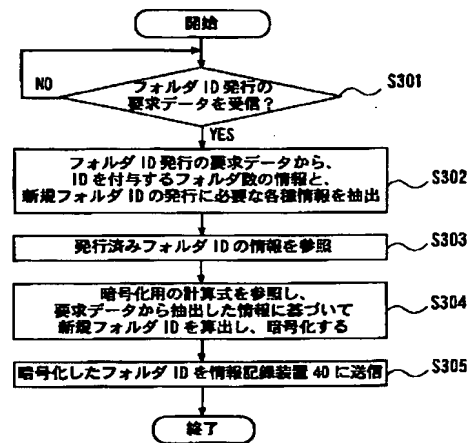 開始
NO
フォルダID発行の
要求データを受信?
S301
YES
フォルダID発行の要求データから、
IDを付与するフォルダ数の情報と、
新規フォルダIDの発行に必要な各種情報を抽出
S302
発行済みフォルダIDの情報を参照
S303
暗号化用の計算式を参照し、
要求データから抽出した情報に基づいて
新規フォルダIDを算出し、暗号化する
S304
暗号化したフォルダIDを情報記録装置40に送信
S305
終了